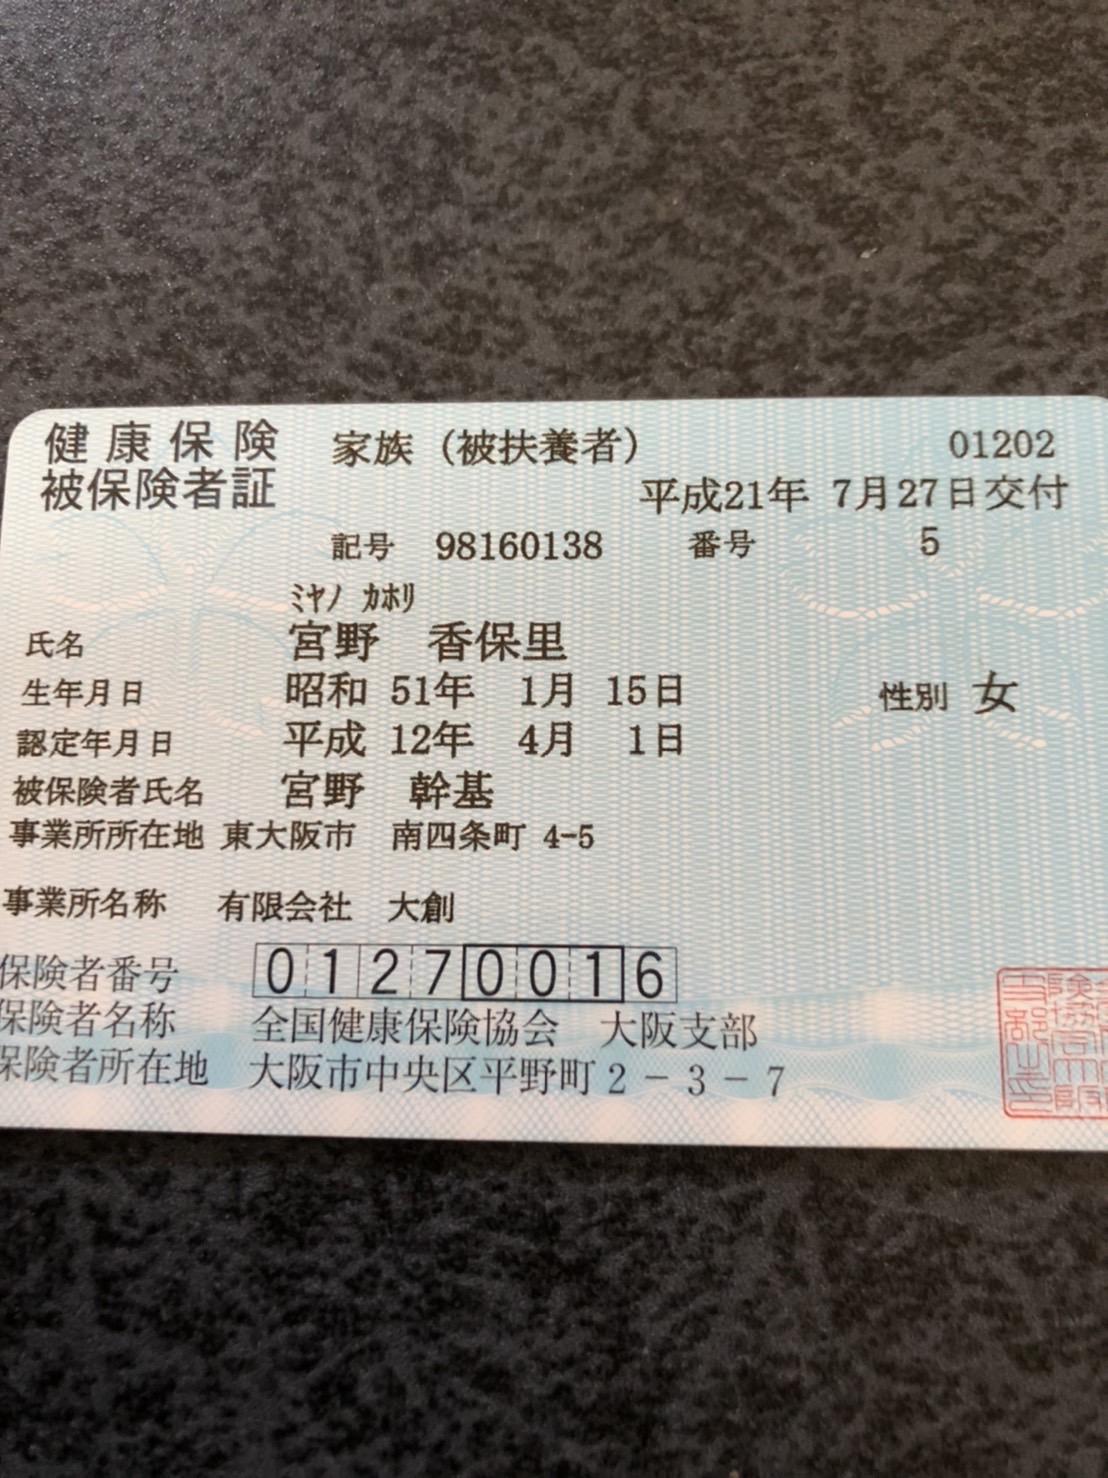 健康保険 家族（被扶養者） 01202
被保険者証 平成21年 7月27日交付
記号 98160138 番号 5
ﾐﾔﾉ ｶﾎﾘ
氏名 宮野 香保里
生年月日 昭和 51年 1月 15日 性別 女
認定年月日 平成 12年 4月 1日
被保険者氏名 宮野 幹基
事業所所在地 東大阪市 南四条町 4-5
事業所名称 有限会社 大創
保険者番号 01270016
保険者名称 全国健康保険協会 大阪支部
保険者所在地 大阪市中央区平野町2－3－7